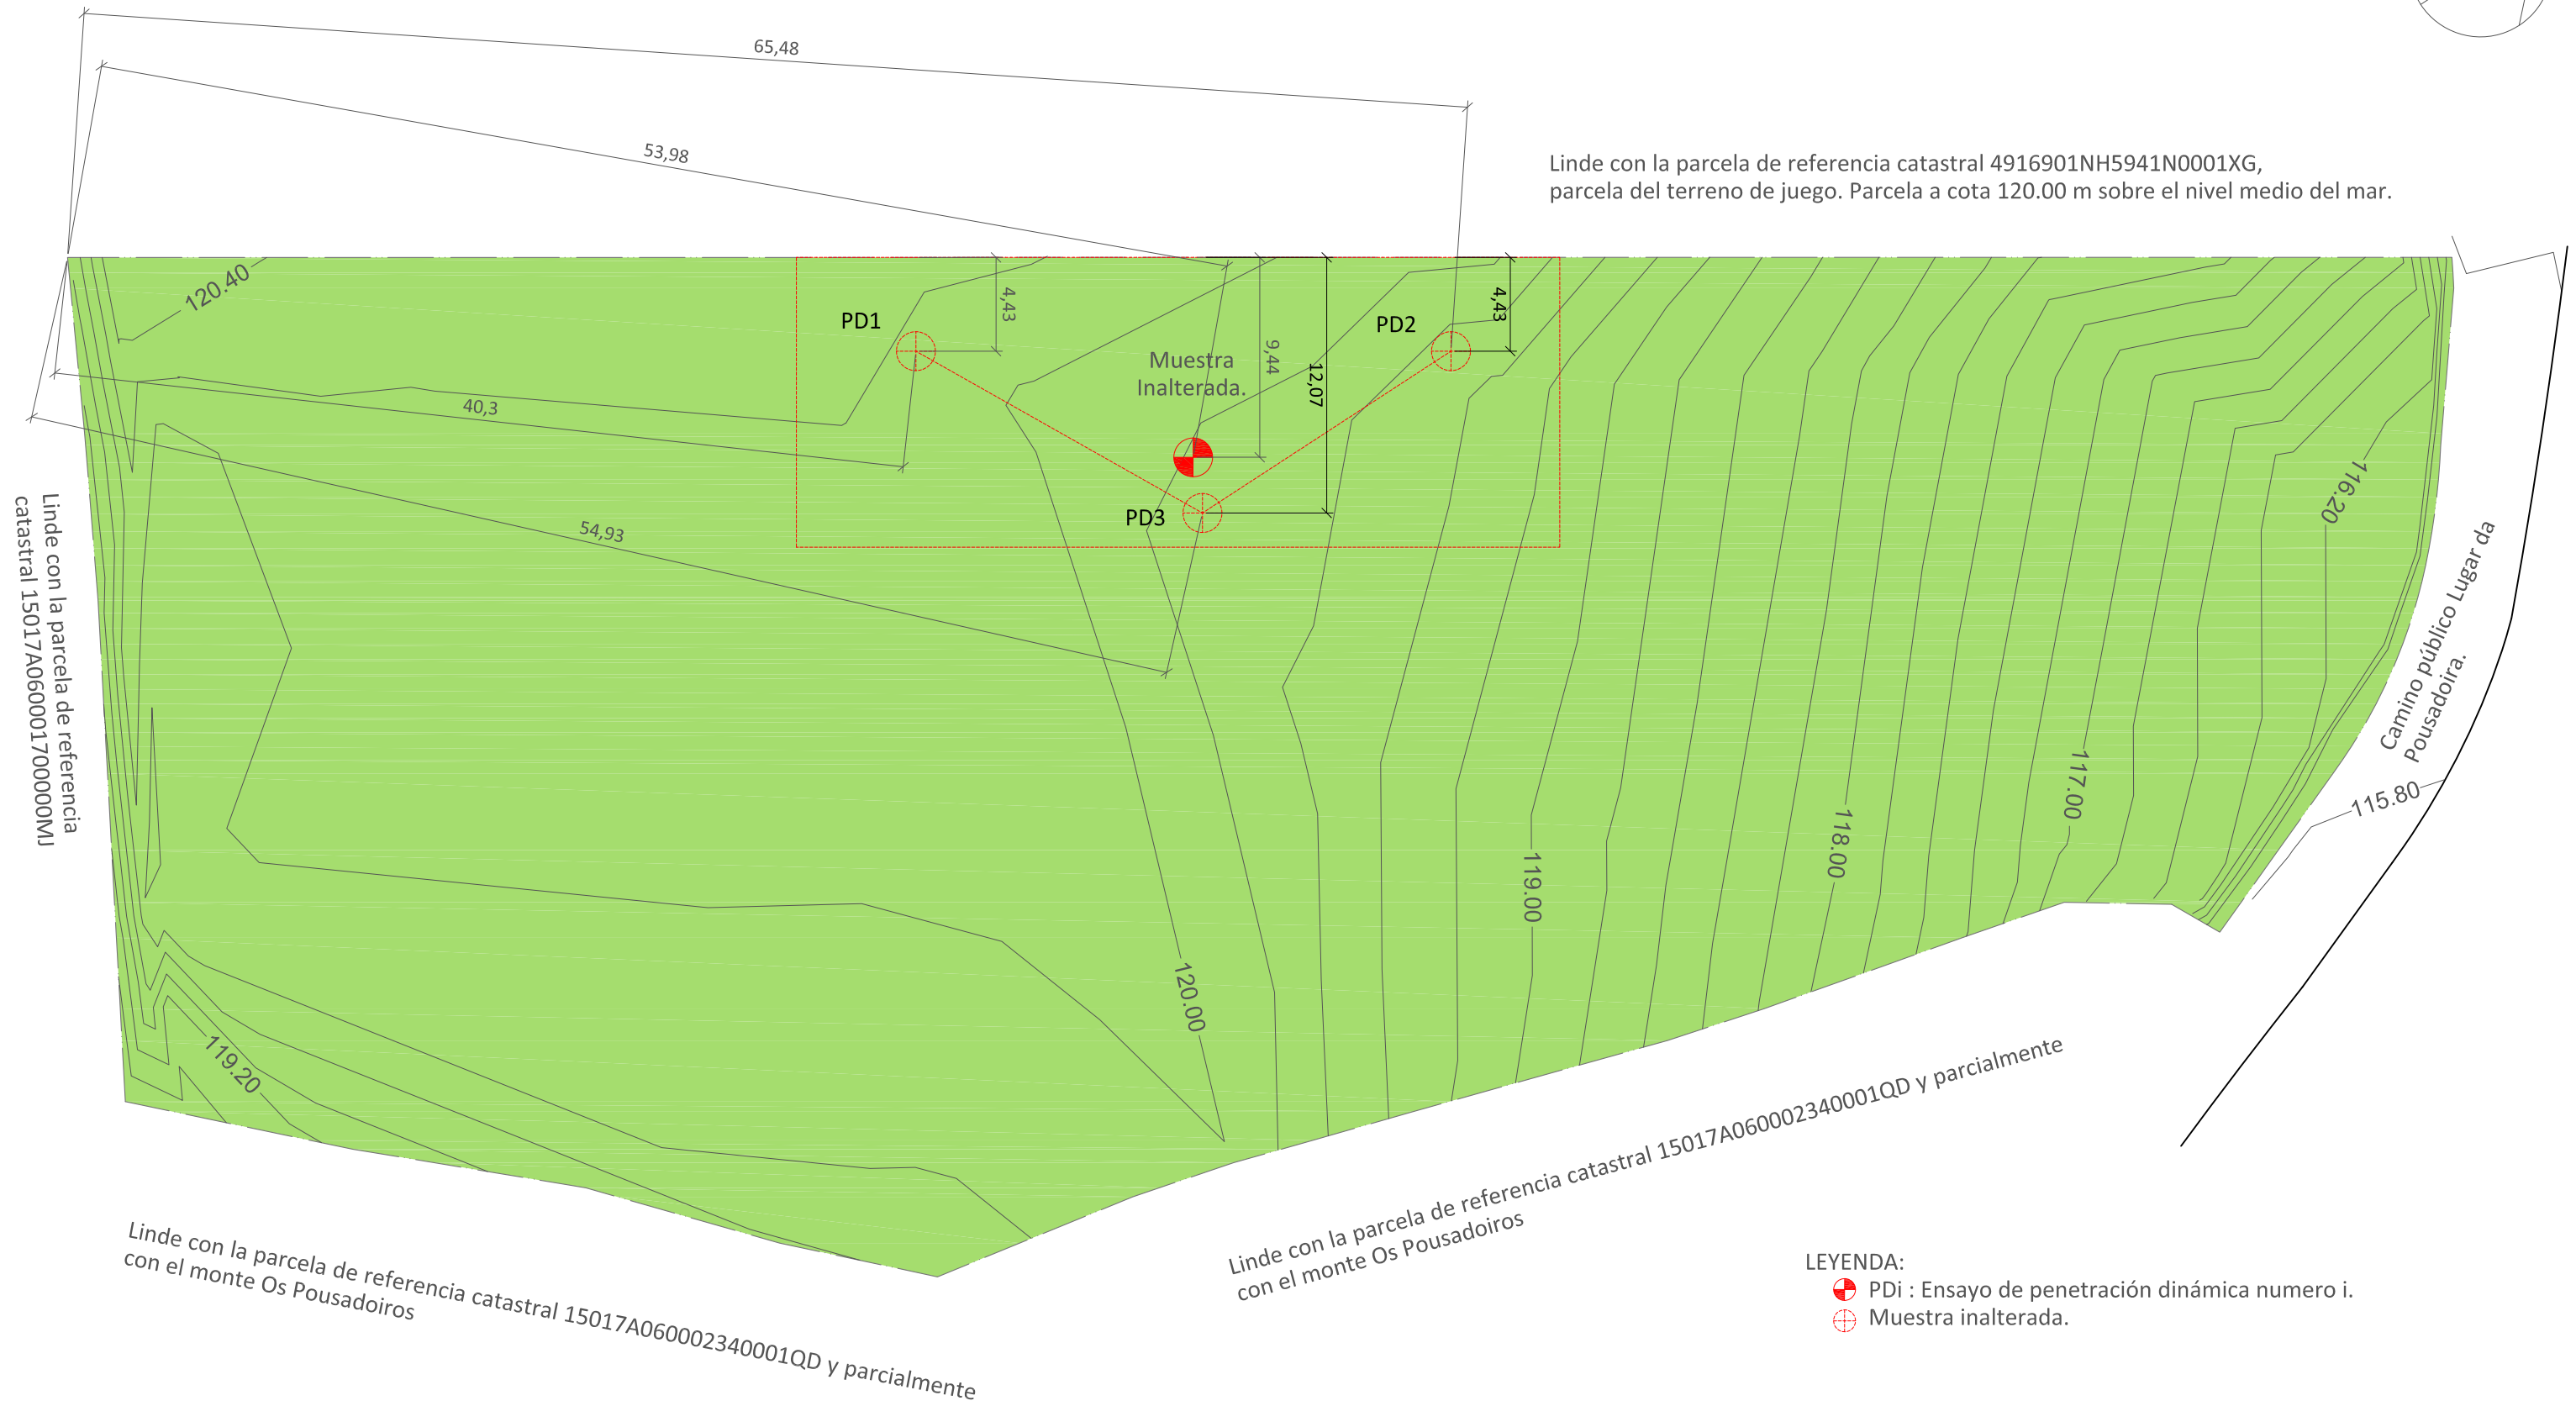 65,48
53,98
Linde con la parcela de referencia catastral 4916901NH5941N0001XG,
parcela del terreno de juego. Parcela a cota 120.00 m sobre el nivel medio del mar.
120.40
4,43
PD1
PD2
4,43
9,44
12,07
Muestra
Inalterada.
40,3
PD3
54,93
116.20
Linde con la parcela de referencia
catastral 15017A060000170000MJ
Camino público Lugar da
Pousadoira.
115.80
117.00
118.00
119.00
120.00
119.20
Linde con la parcela de referencia catastral 15017A060002340001QD y parcialmente
con el monte Os Pousadoiros
Linde con la parcela de referencia catastral 15017A060002340001QD y parcialmente
con el monte Os Pousadoiros
LEYENDA:
PDi : Ensayo de penetración dinámica numero i.
Muestra inalterada.